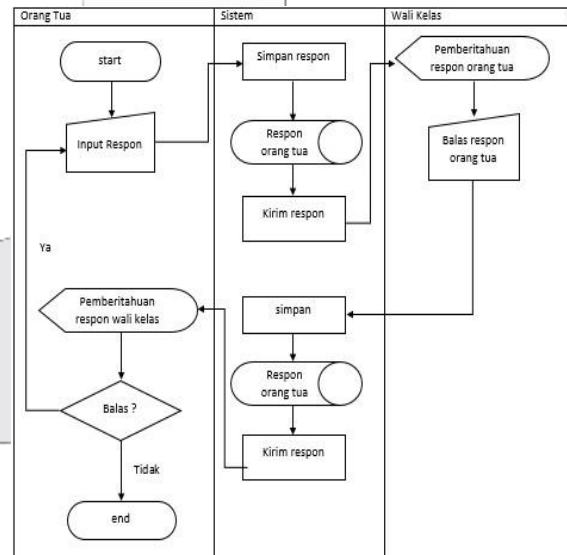 Orang Tua
Sistem
Wali Kelas
start
Input Respon
Simpan respon
Respon
orang tua
Kirim respon
Pemberitahuan
respon orang tua
Balas respon
orang tua
simpan
Respon
orang tua
Kirim respon
Pemberitahuan
respon wali kelas
Balas ?
Ya
Tidak
end